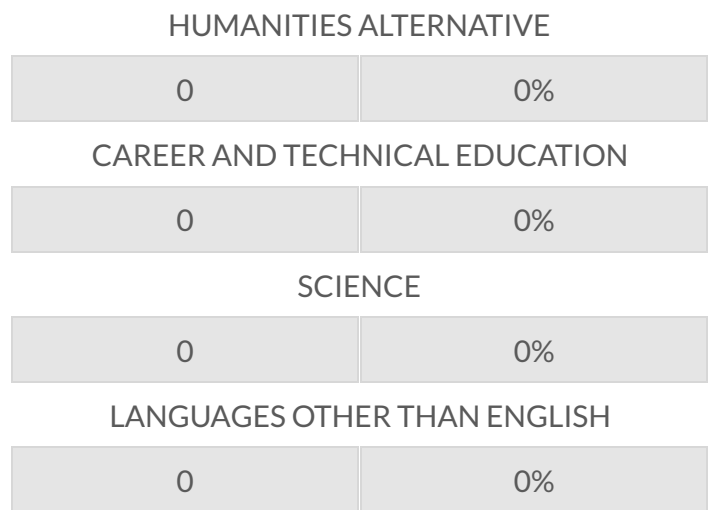 HUMANITIES ALTERNATIVE
0 0%
CAREER AND TECHNICAL EDUCATION
0 0%
SCIENCE
0 0%
LANGUAGES OTHER THAN ENGLISH
0 0%